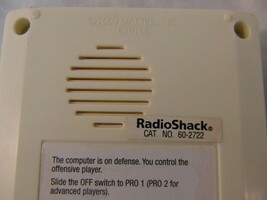 RadioShack®
CAT. NO. 60-2722
The computer is on defense. You control the
offensive player.
Slide the OFF switch to PRO 1 (PRO 2 for
advanced players).